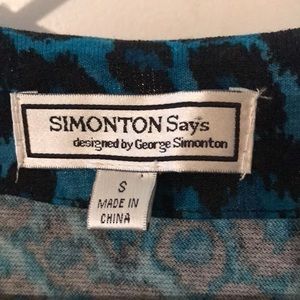 SIMONTON Says
designed by George Simonton
S
MADE IN
CHINA